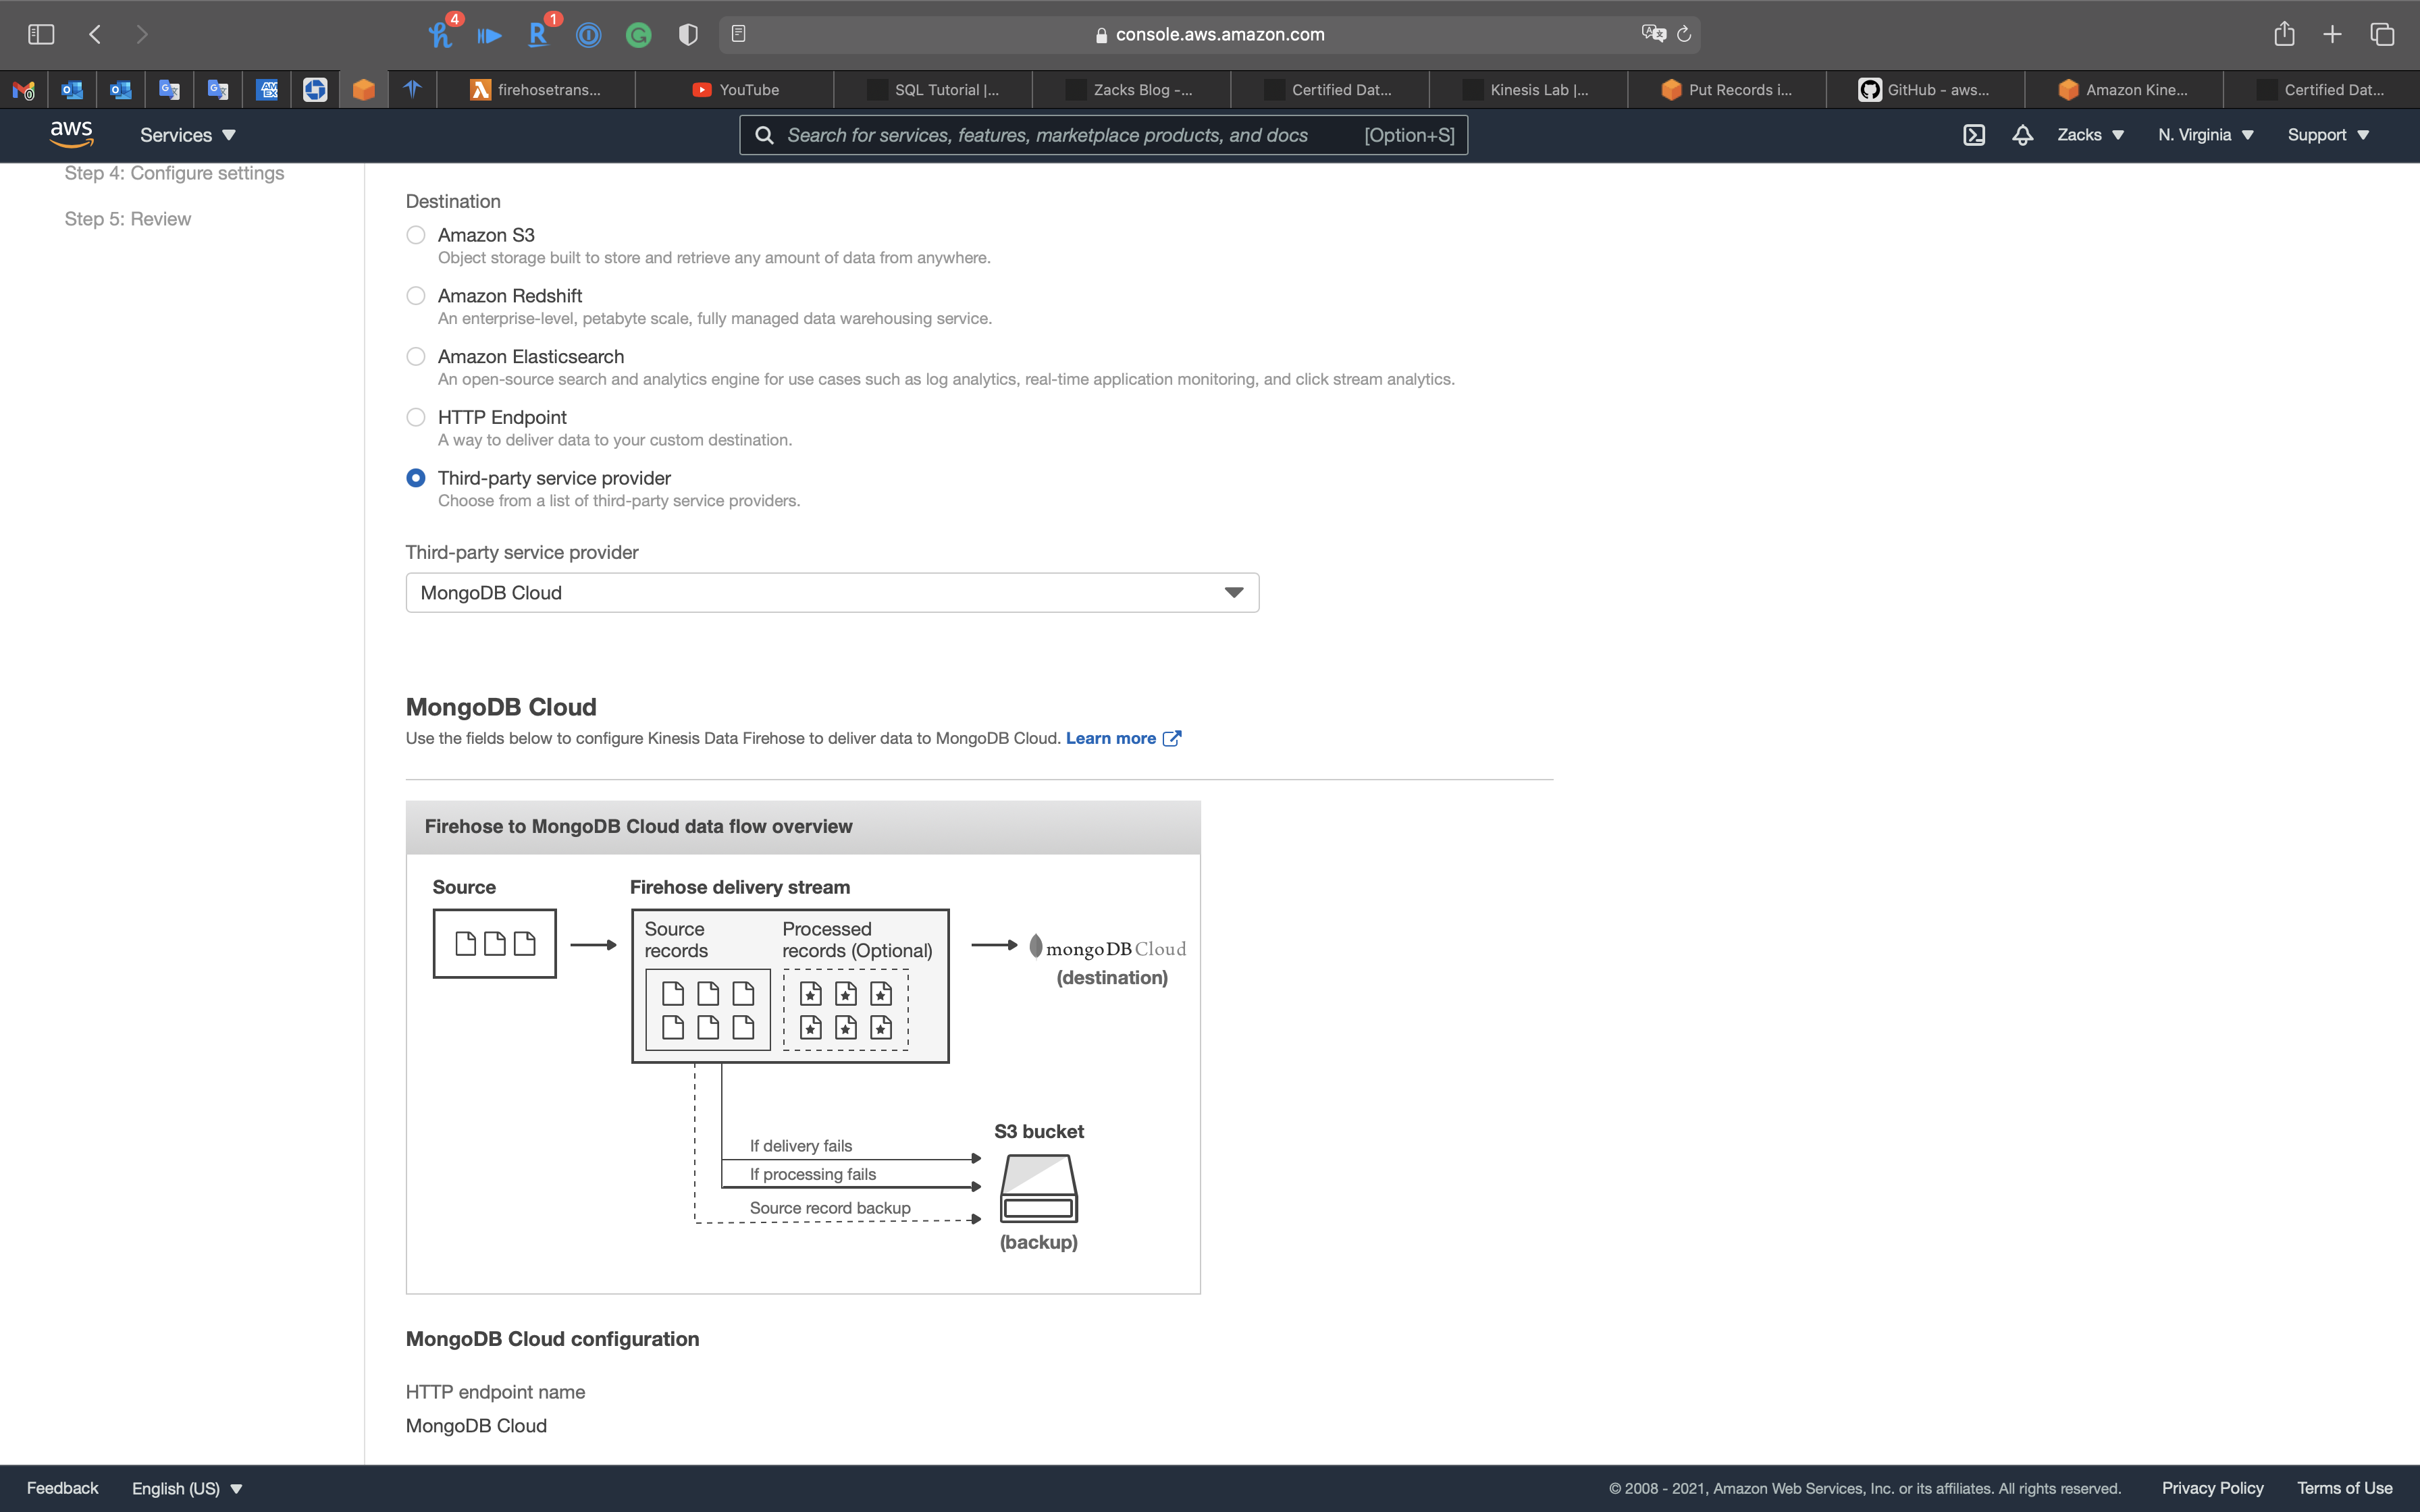 4
1
console.aws.amazon.com
firehosetrans...
YouTube
SQL Tutorial |...
Zacks Blog -...
Certified Dat...
Kinesis Lab |...
Put Records i...
GitHub - aws...
Amazon Kine...
Certified Dat...
aws
Services
Search for services, features, marketplace products, and docs
[Option+S]
Zacks
N. Virginia
Support
Step 4: Configure settings
Step 5: Review
Destination
Amazon S3
Object storage built to store and retrieve any amount of data from anywhere.
Amazon Redshift
An enterprise-level, petabyte scale, fully managed data warehousing service.
Amazon Elasticsearch
An open-source search and analytics engine for use cases such as log analytics, real-time application monitoring, and click stream analytics.
HTTP Endpoint
A way to deliver data to your custom destination.
Third-party service provider
Choose from a list of third-party service providers.
Third-party service provider
MongoDB Cloud
MongoDB Cloud
Use the fields below to configure Kinesis Data Firehose to deliver data to MongoDB Cloud. Learn more
Firehose to MongoDB Cloud data flow overview
Source
Firehose delivery stream
Source
records
Processed
records (Optional)
mongoDB Cloud
(destination)
If delivery fails
If processing fails
Source record backup
S3 bucket
(backup)
MongoDB Cloud configuration
HTTP endpoint name
MongoDB Cloud
Feedback
English (US)
© 2008 - 2021, Amazon Web Services, Inc. or its affiliates. All rights reserved.
Privacy Policy
Terms of Use